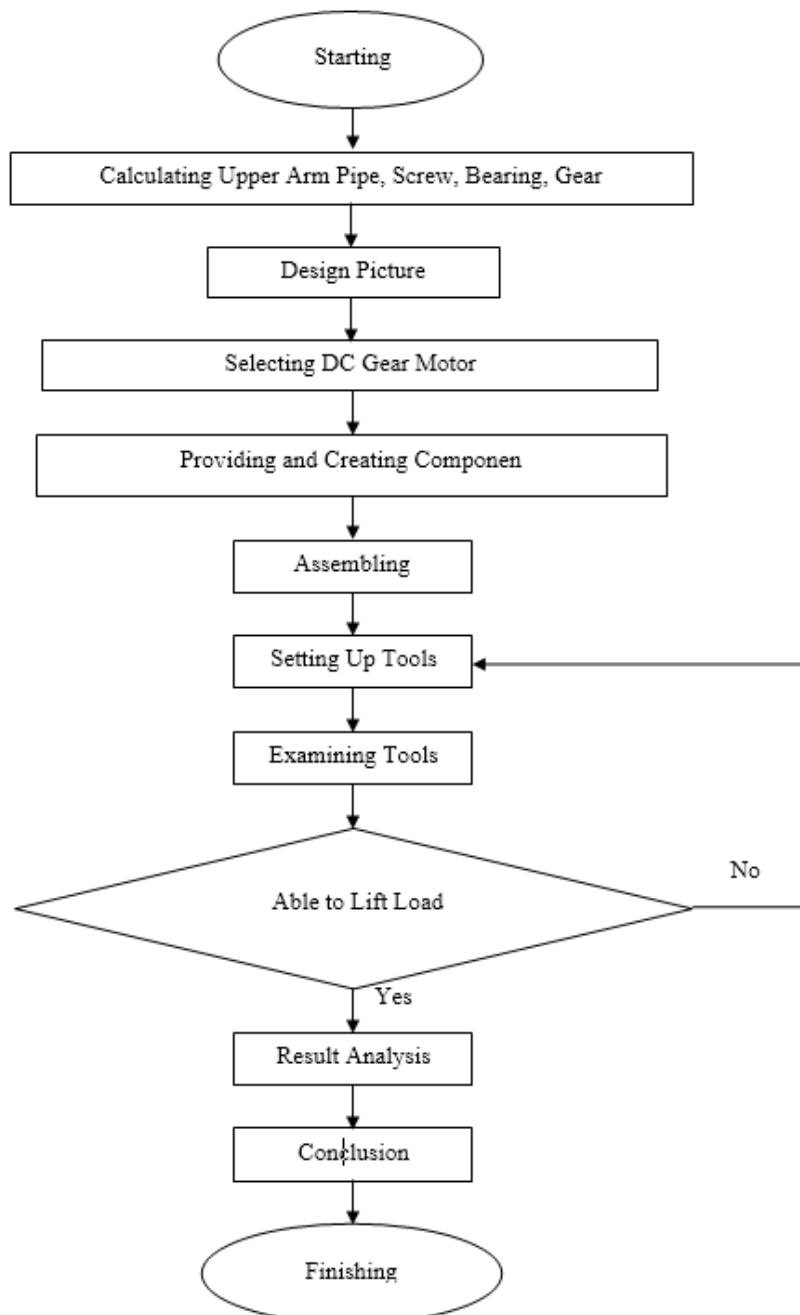 Starting
Calculating Upper Arm Pipe, Screw, Bearing, Gear
Design Picture
Selecting DC Gear Motor
Providing and Creating Componen
Assembling
Setting Up Tools
Examining Tools
No
Able to Lift Load
Yes
Result Analysis
Conclusion
Finishing